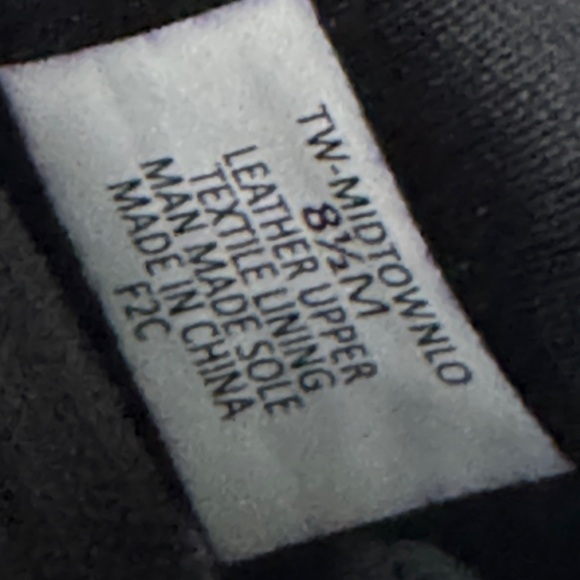 TW-MIDTOWNLO
8½M
LEATHER UPPER
TEXTILE LINING
MAN MADE SOLE
MADE IN CHINA
F2C